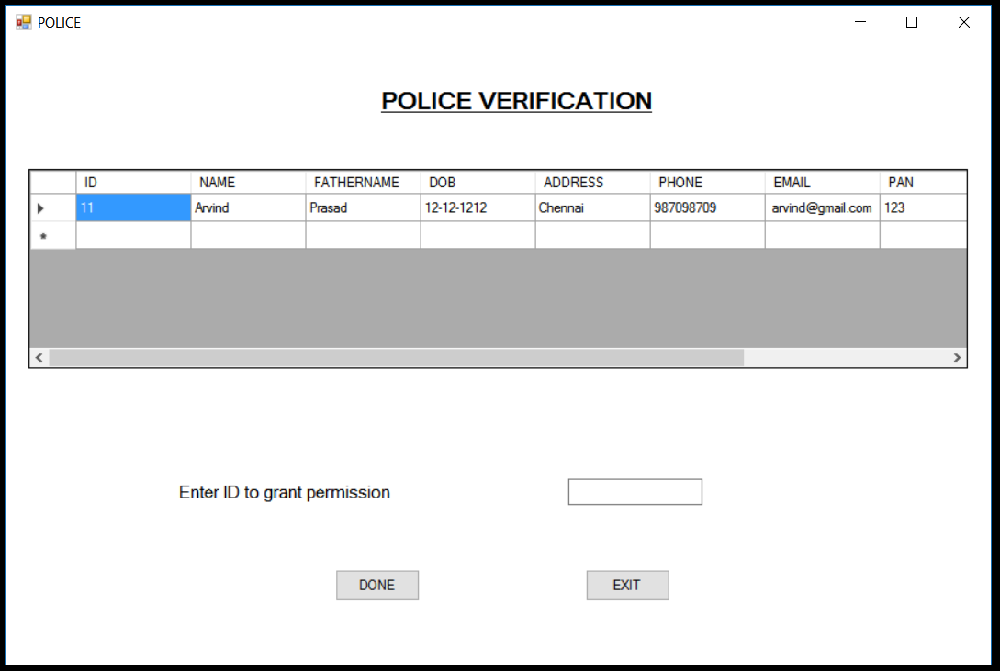 POLICE
POLICE VERIFICATION
ID NAME FATHERNAME DOB ADDRESS PHONE EMAIL PAN
11 Arvind Prasad 12-12-1212 Chennai 987098709 arvind@gmail.com 123
*
Enter ID to grant permission
DONE EXIT